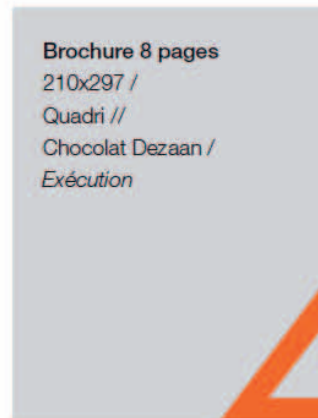 Brochure 8 pages
210x297 /
Quadri //
Chocolat Dezaan /
Exécution